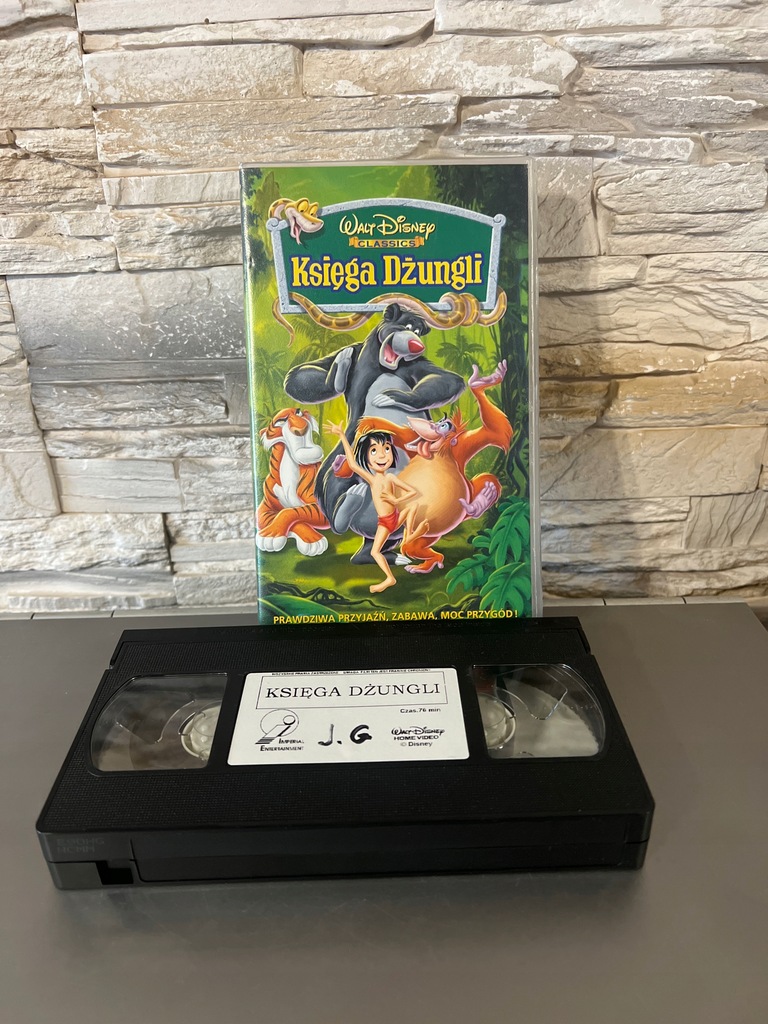 WALT DISNEY
CLASSICS
Księga Dżungli
PRAWDZIWA PRZYJAŹŃ, ZABAWA, MOC PRZYGÓD!
KSIĘGA DŻUNGLI
Czas. 76 min
IMPERIAL
ENTERTAINMENT
J. G
WALT DISNEY
HOME VIDEO
© Disney